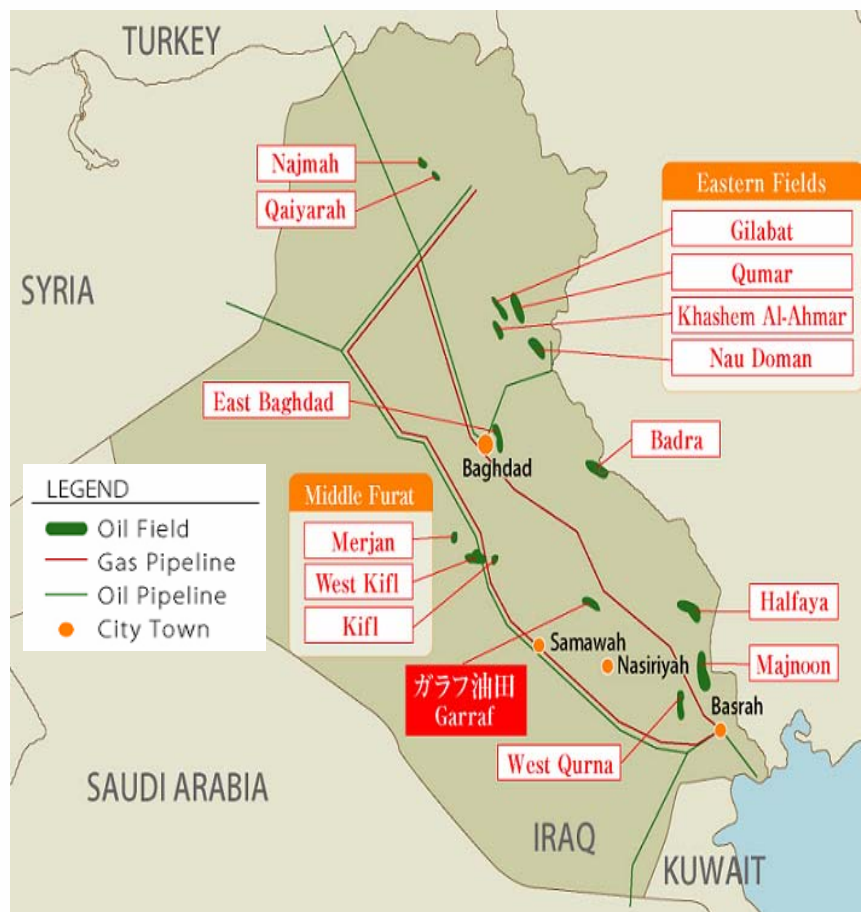 TURKEY
Najmah
Qaiyarah
Eastern Fields
Gilabat
Qumar
Khashem Al-Ahmar
Nau Doman
SYRIA
East Baghdad
Badra
Baghdad
LEGEND
Oil Field
Gas Pipeline
Oil Pipeline
City Town
Middle Furat
Merjan
West Kifl
Kifl
Halfaya
Samawah
Nasiriyah
Majnoon
ガラフ油田
Garraf
Basrah
West Qurna
SAUDI ARABIA
IRAQ
KUWAIT